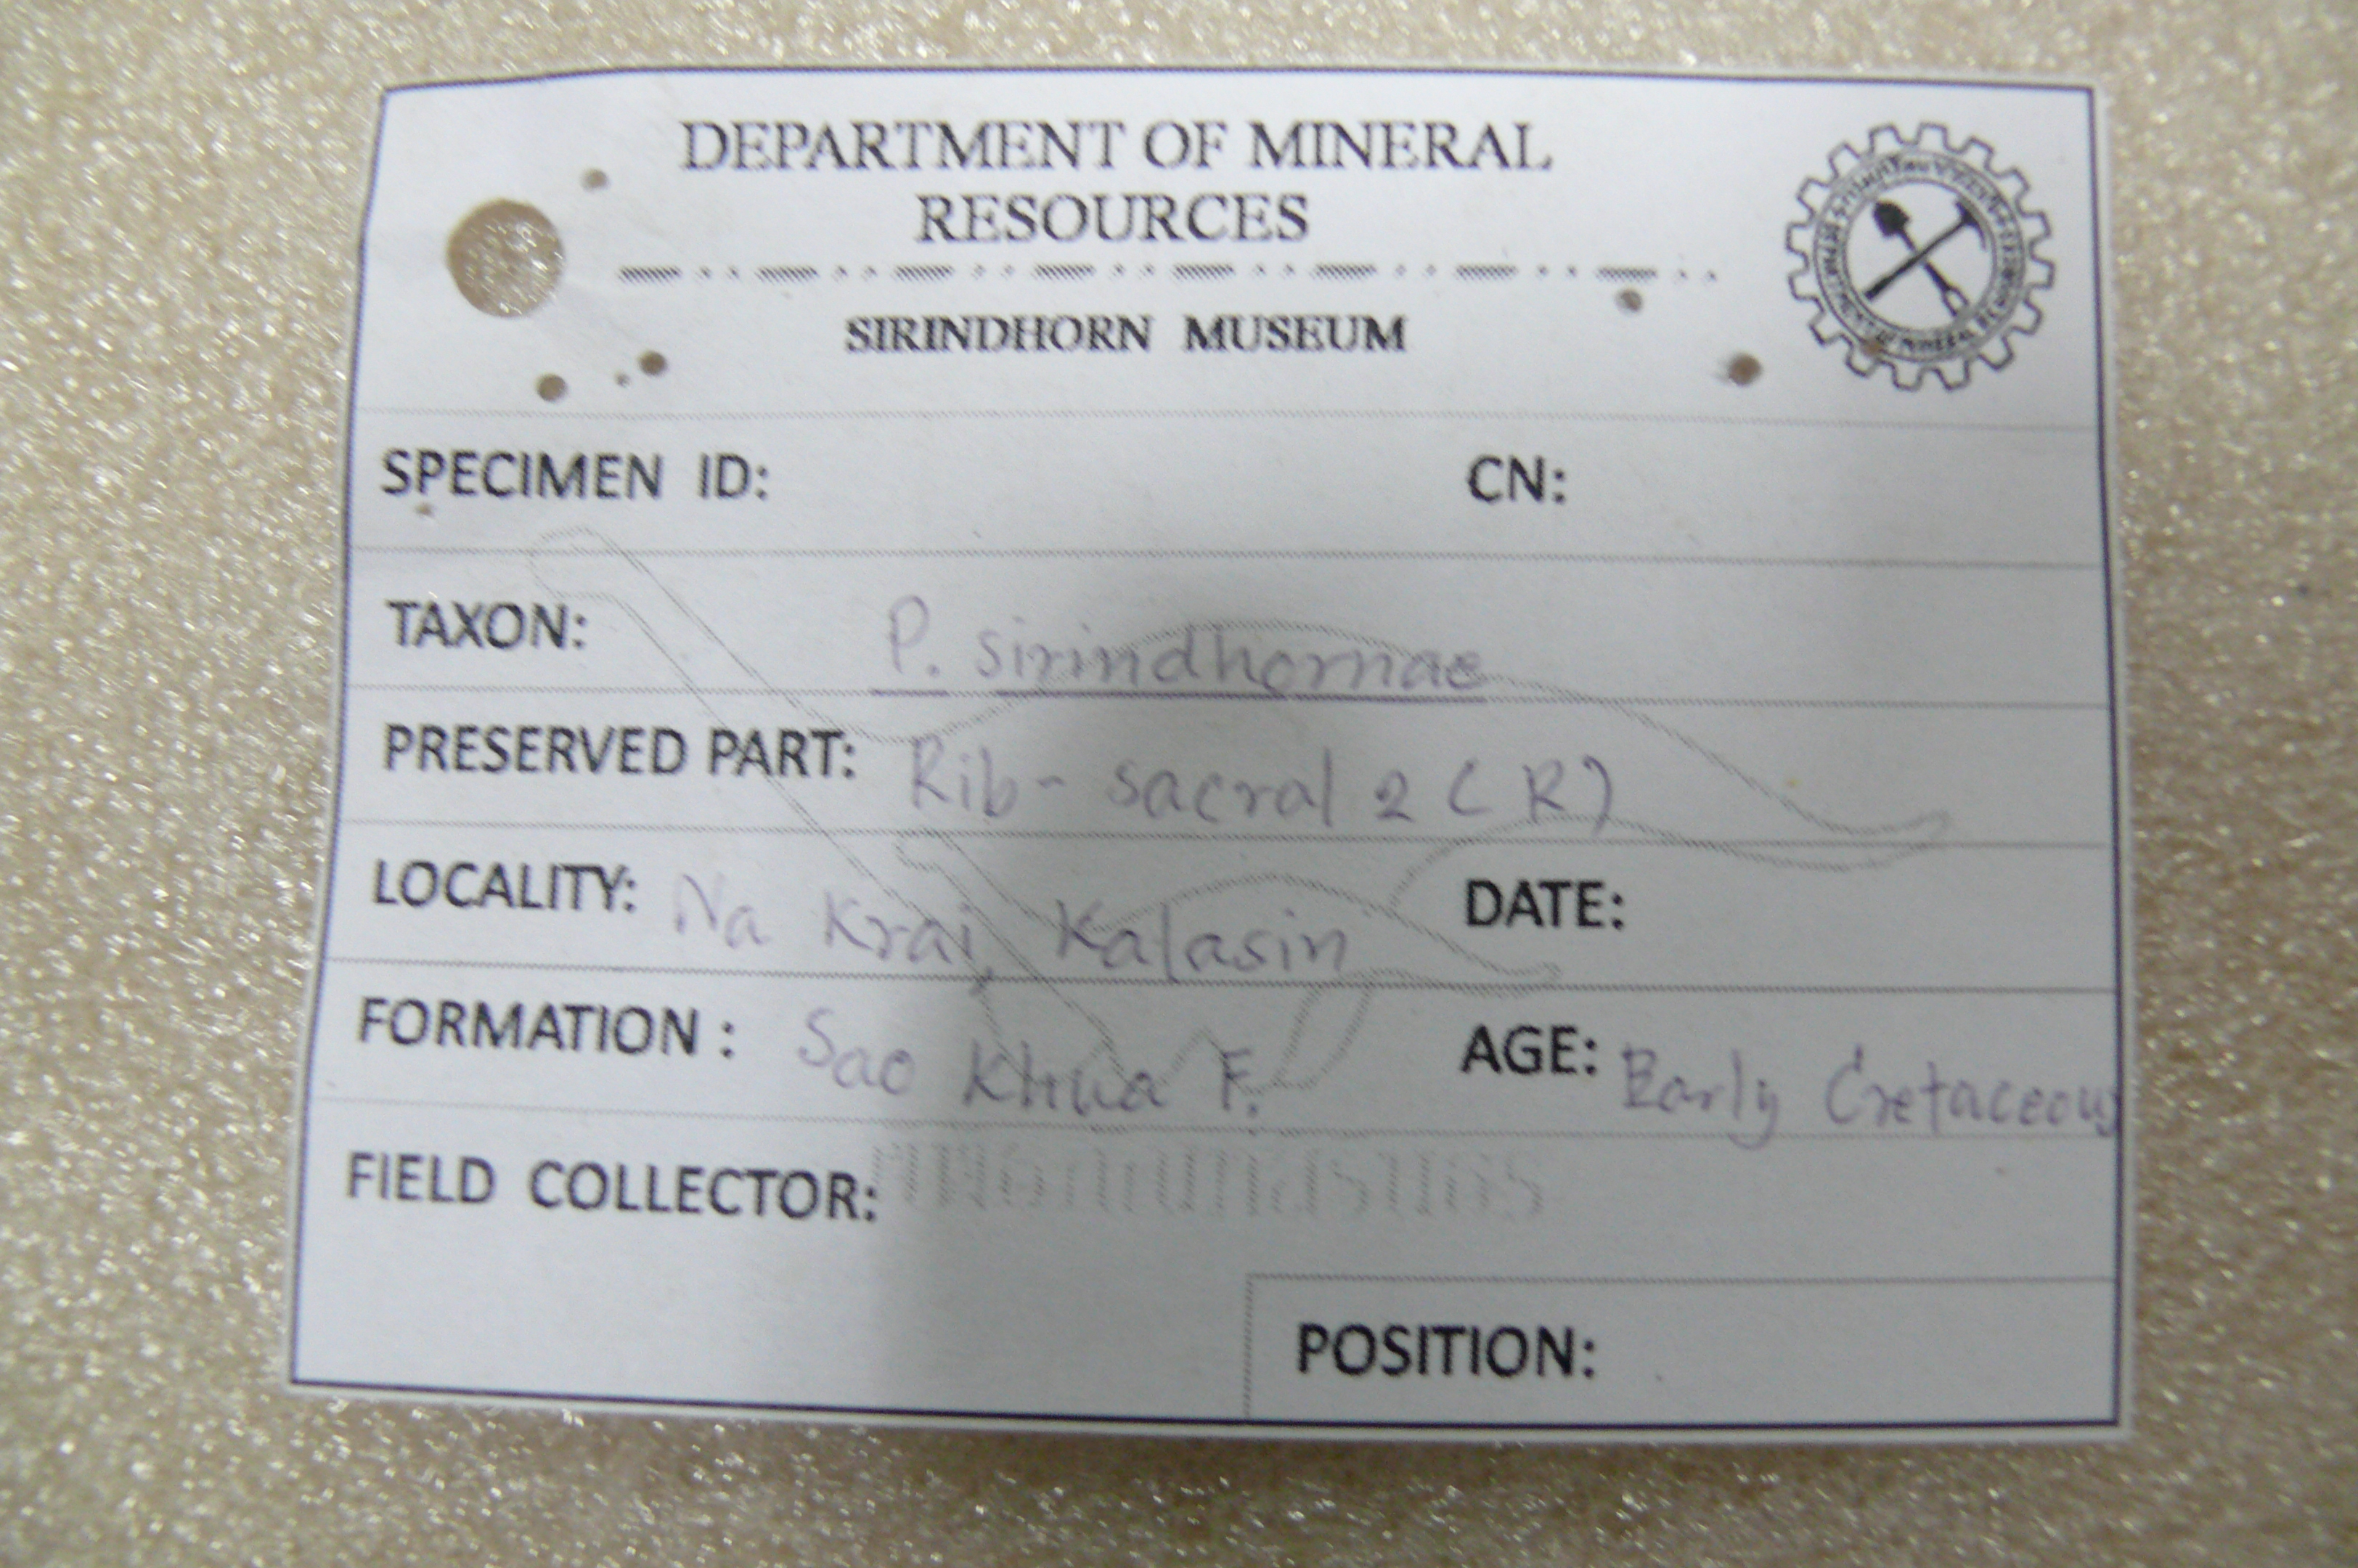 DEPARTMENT OF MINERAL
RESOURCES
SIRINDHORN MUSEUM
SPECIMEN ID: CN:
TAXON: P. sirindhornae
PRESERVED PART: Rib - sacral 2 (R)
LOCALITY: Na Krai, Kalasin DATE:
FORMATION : Sao Khua F. AGE: Early Cretaceous
FIELD COLLECTOR:
POSITION: